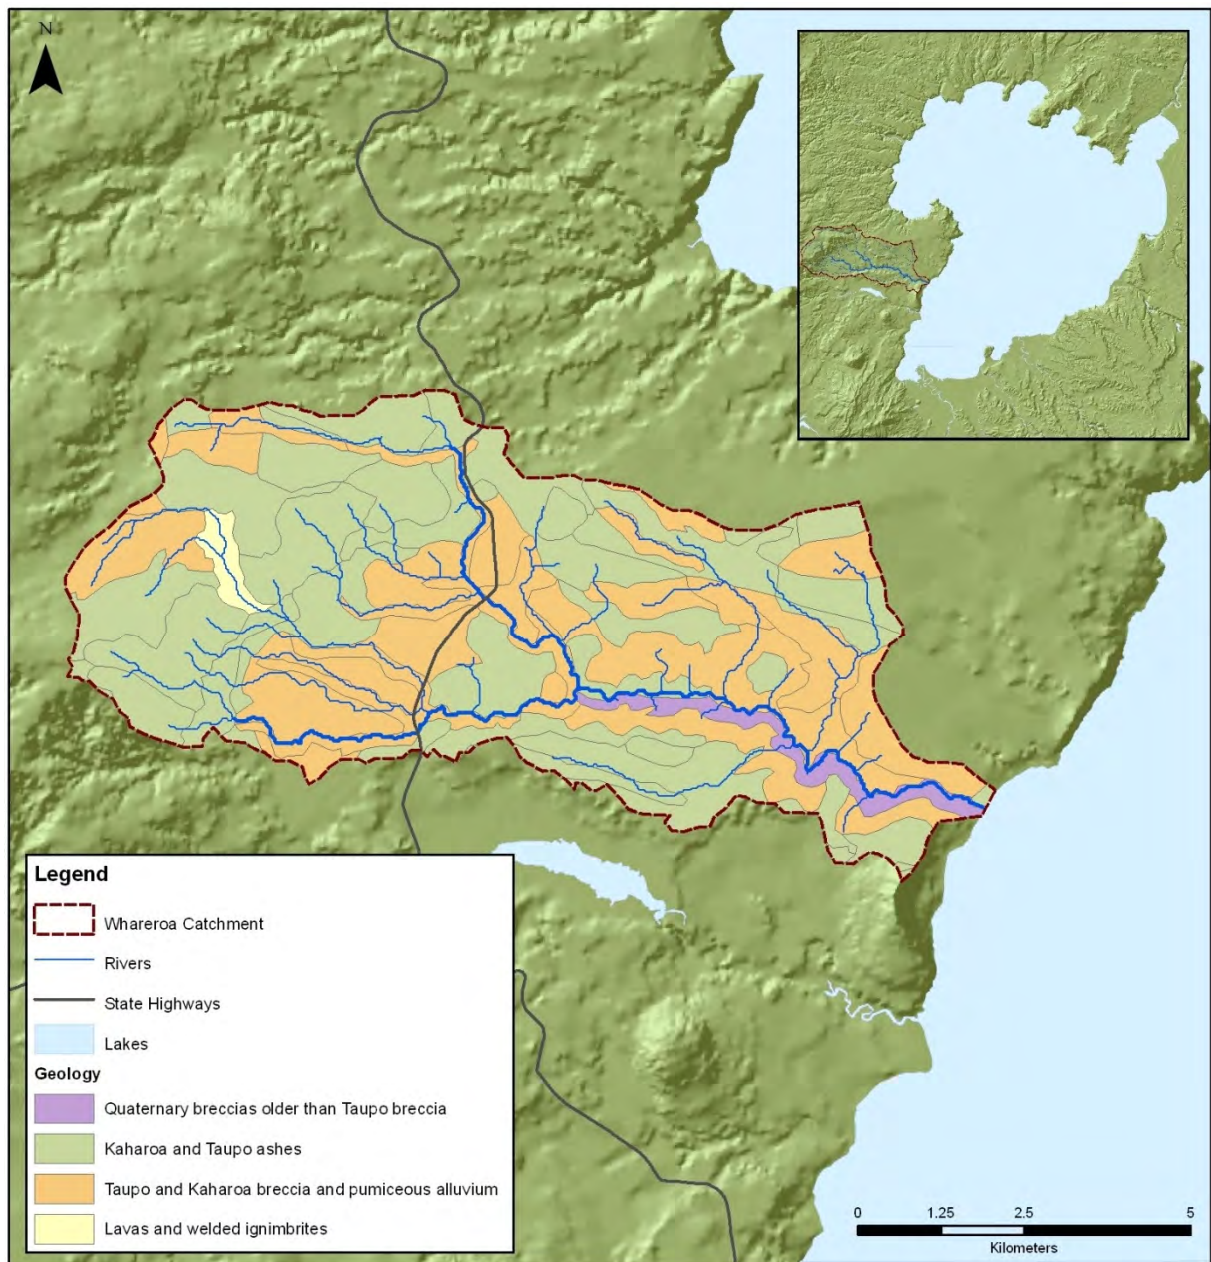 N
Legend
Whareroa Catchment
Rivers
State Highways
Lakes
Geology
Quaternary breccias older than Taupo breccia
Kaharoa and Taupo ashes
Taupo and Kaharoa breccia and pumiceous alluvium
Lavas and welded ignimbrites
0 1.25 2.5 5
Kilometers